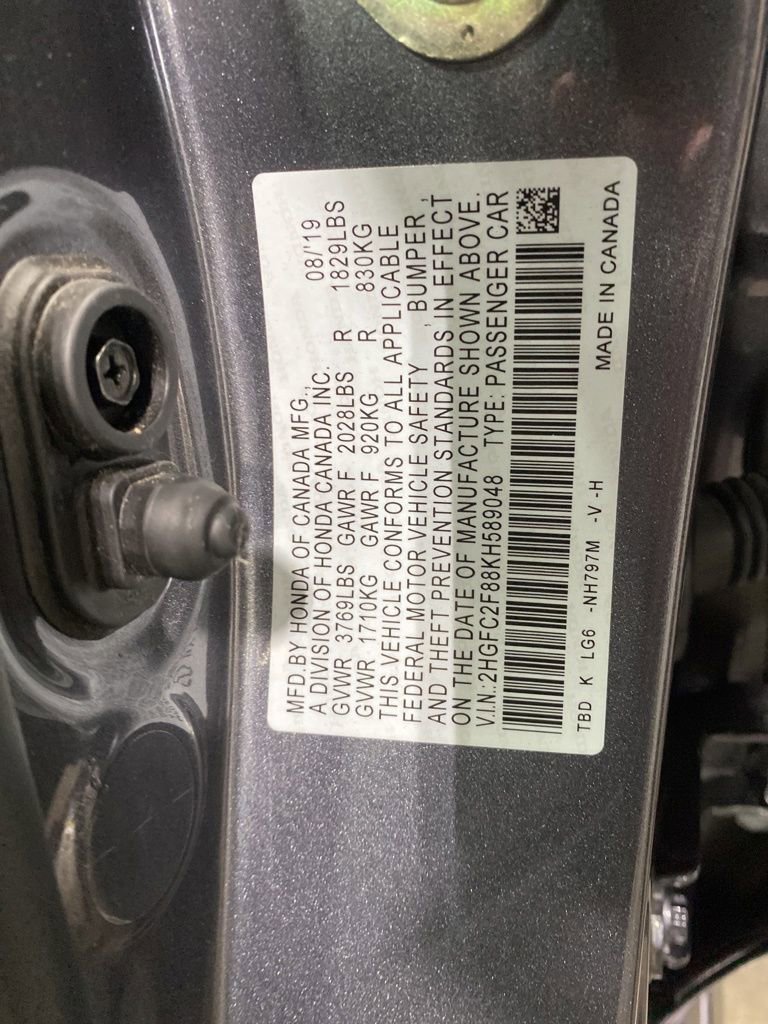 MFD.BY HONDA OF CANADA MFG., 08/'19
A DIVISION OF HONDA CANADA INC.
GVWR 3769LBS GAWR F 2028LBS R 1829LBS
GVWR 1710KG GAWR F 920KG R 830KG
THIS VEHICLE CONFORMS TO ALL APPLICABLE
FEDERAL MOTOR VEHICLE SAFETY , BUMPER ,
AND THEFT PREVENTION STANDARDS IN EFFECT
ON THE DATE OF MANUFACTURE SHOWN ABOVE.
V.IN.:2HGFC2F88KH589048 TYPE: PASSENGER CAR
TBD K LG6 -NH797M -V -H MADE IN CANADA